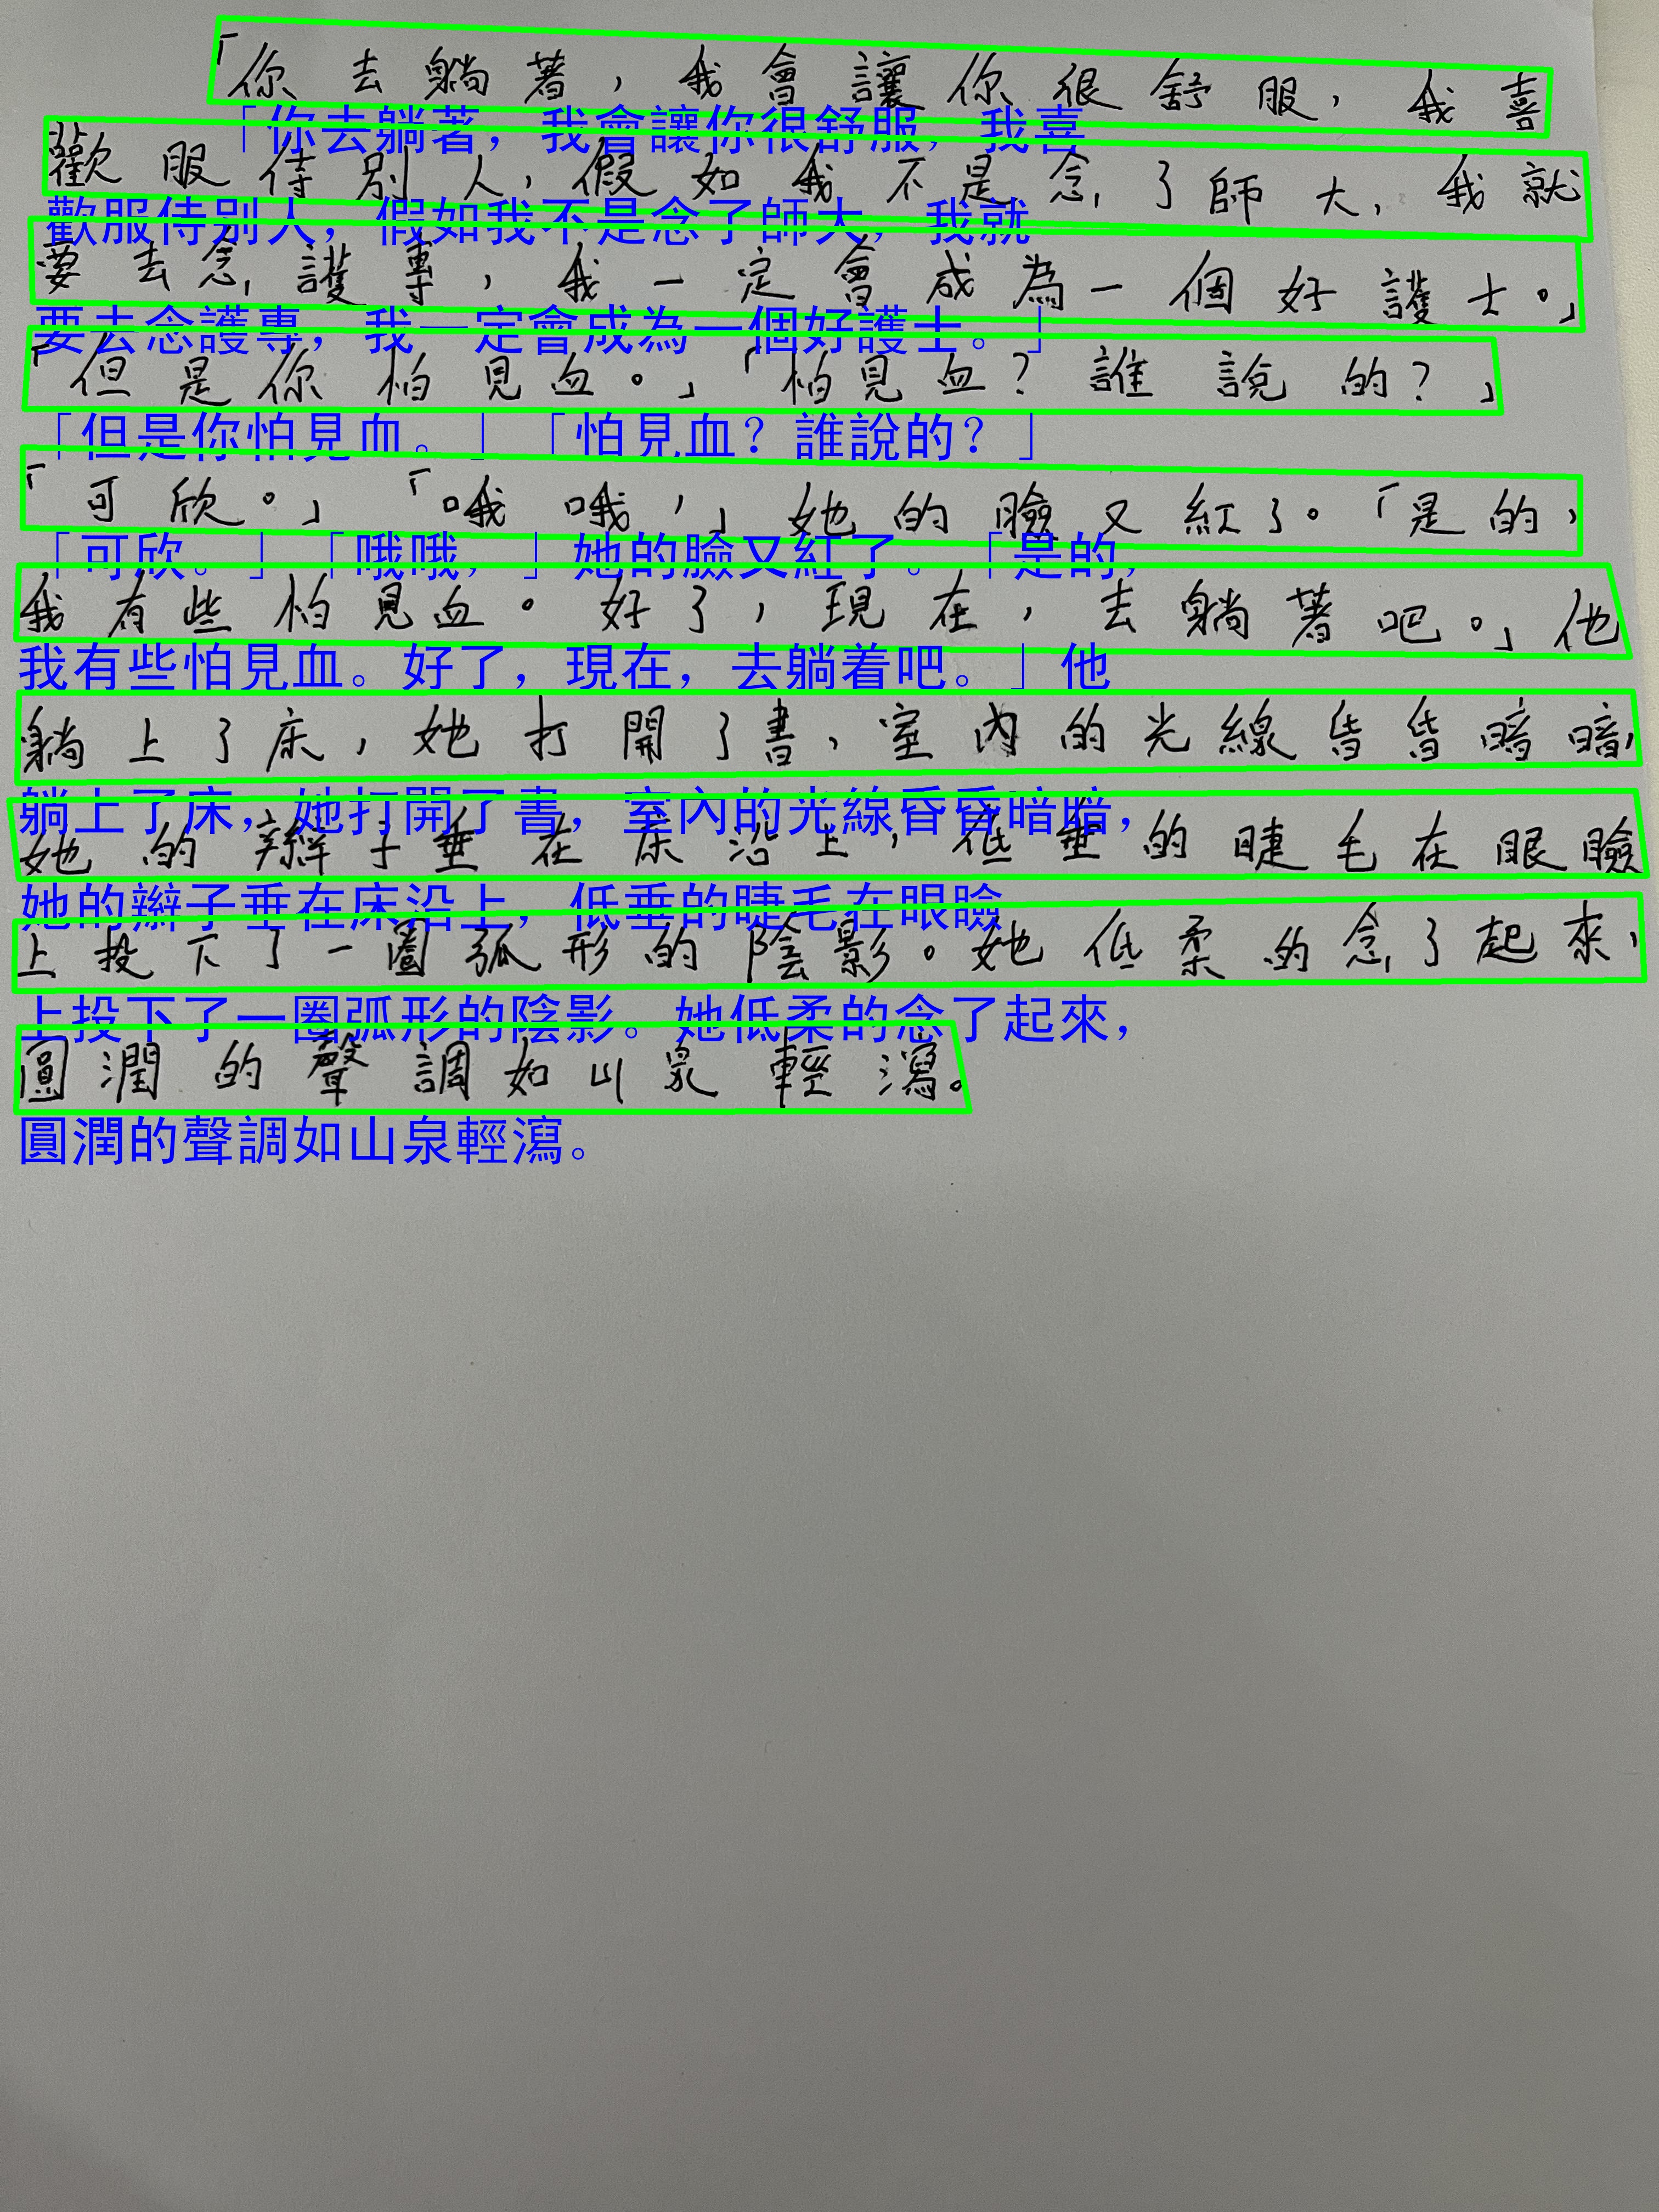 「你去躺著，我會讓你很舒服，我喜
「你去躺著，我會讓你很舒服，我喜
歡服侍別人，假如我不是念了師大，我就
歡服侍别人，假如我不是念了師大，我就
要去念護專，我一定會成為一個好護士。」
要去念護專，我一定會成為一個好護士。」
「但是你怕見血。」「怕見血？誰說的？」
「但是你怕見血。」「怕見血？誰說的？」
「可欣。」「哦哦，」她的臉又紅了。「是的，
「可欣。」「哦哦，」她的臉又紅了。「是的，
我有些怕見血。好了，現在，去躺著吧。」他
我有些怕見血。好了，現在，去躺着吧。」他
躺上了床，她打開了書，室內的光線昏昏暗暗，
躺上了床，她打開了書，室內的光線昏昏暗暗，
她的辮子垂在床沿上，低垂的睫毛在眼瞼
她的辮子垂在床沿上，低垂的睫毛在眼瞼
上投下了一圈弧形的陰影。她低柔的念了起來，
上投下了一圈弧形的陰影。她低柔的念了起來，
圓潤的聲調如山泉輕瀉。
圓潤的聲調如山泉輕瀉。